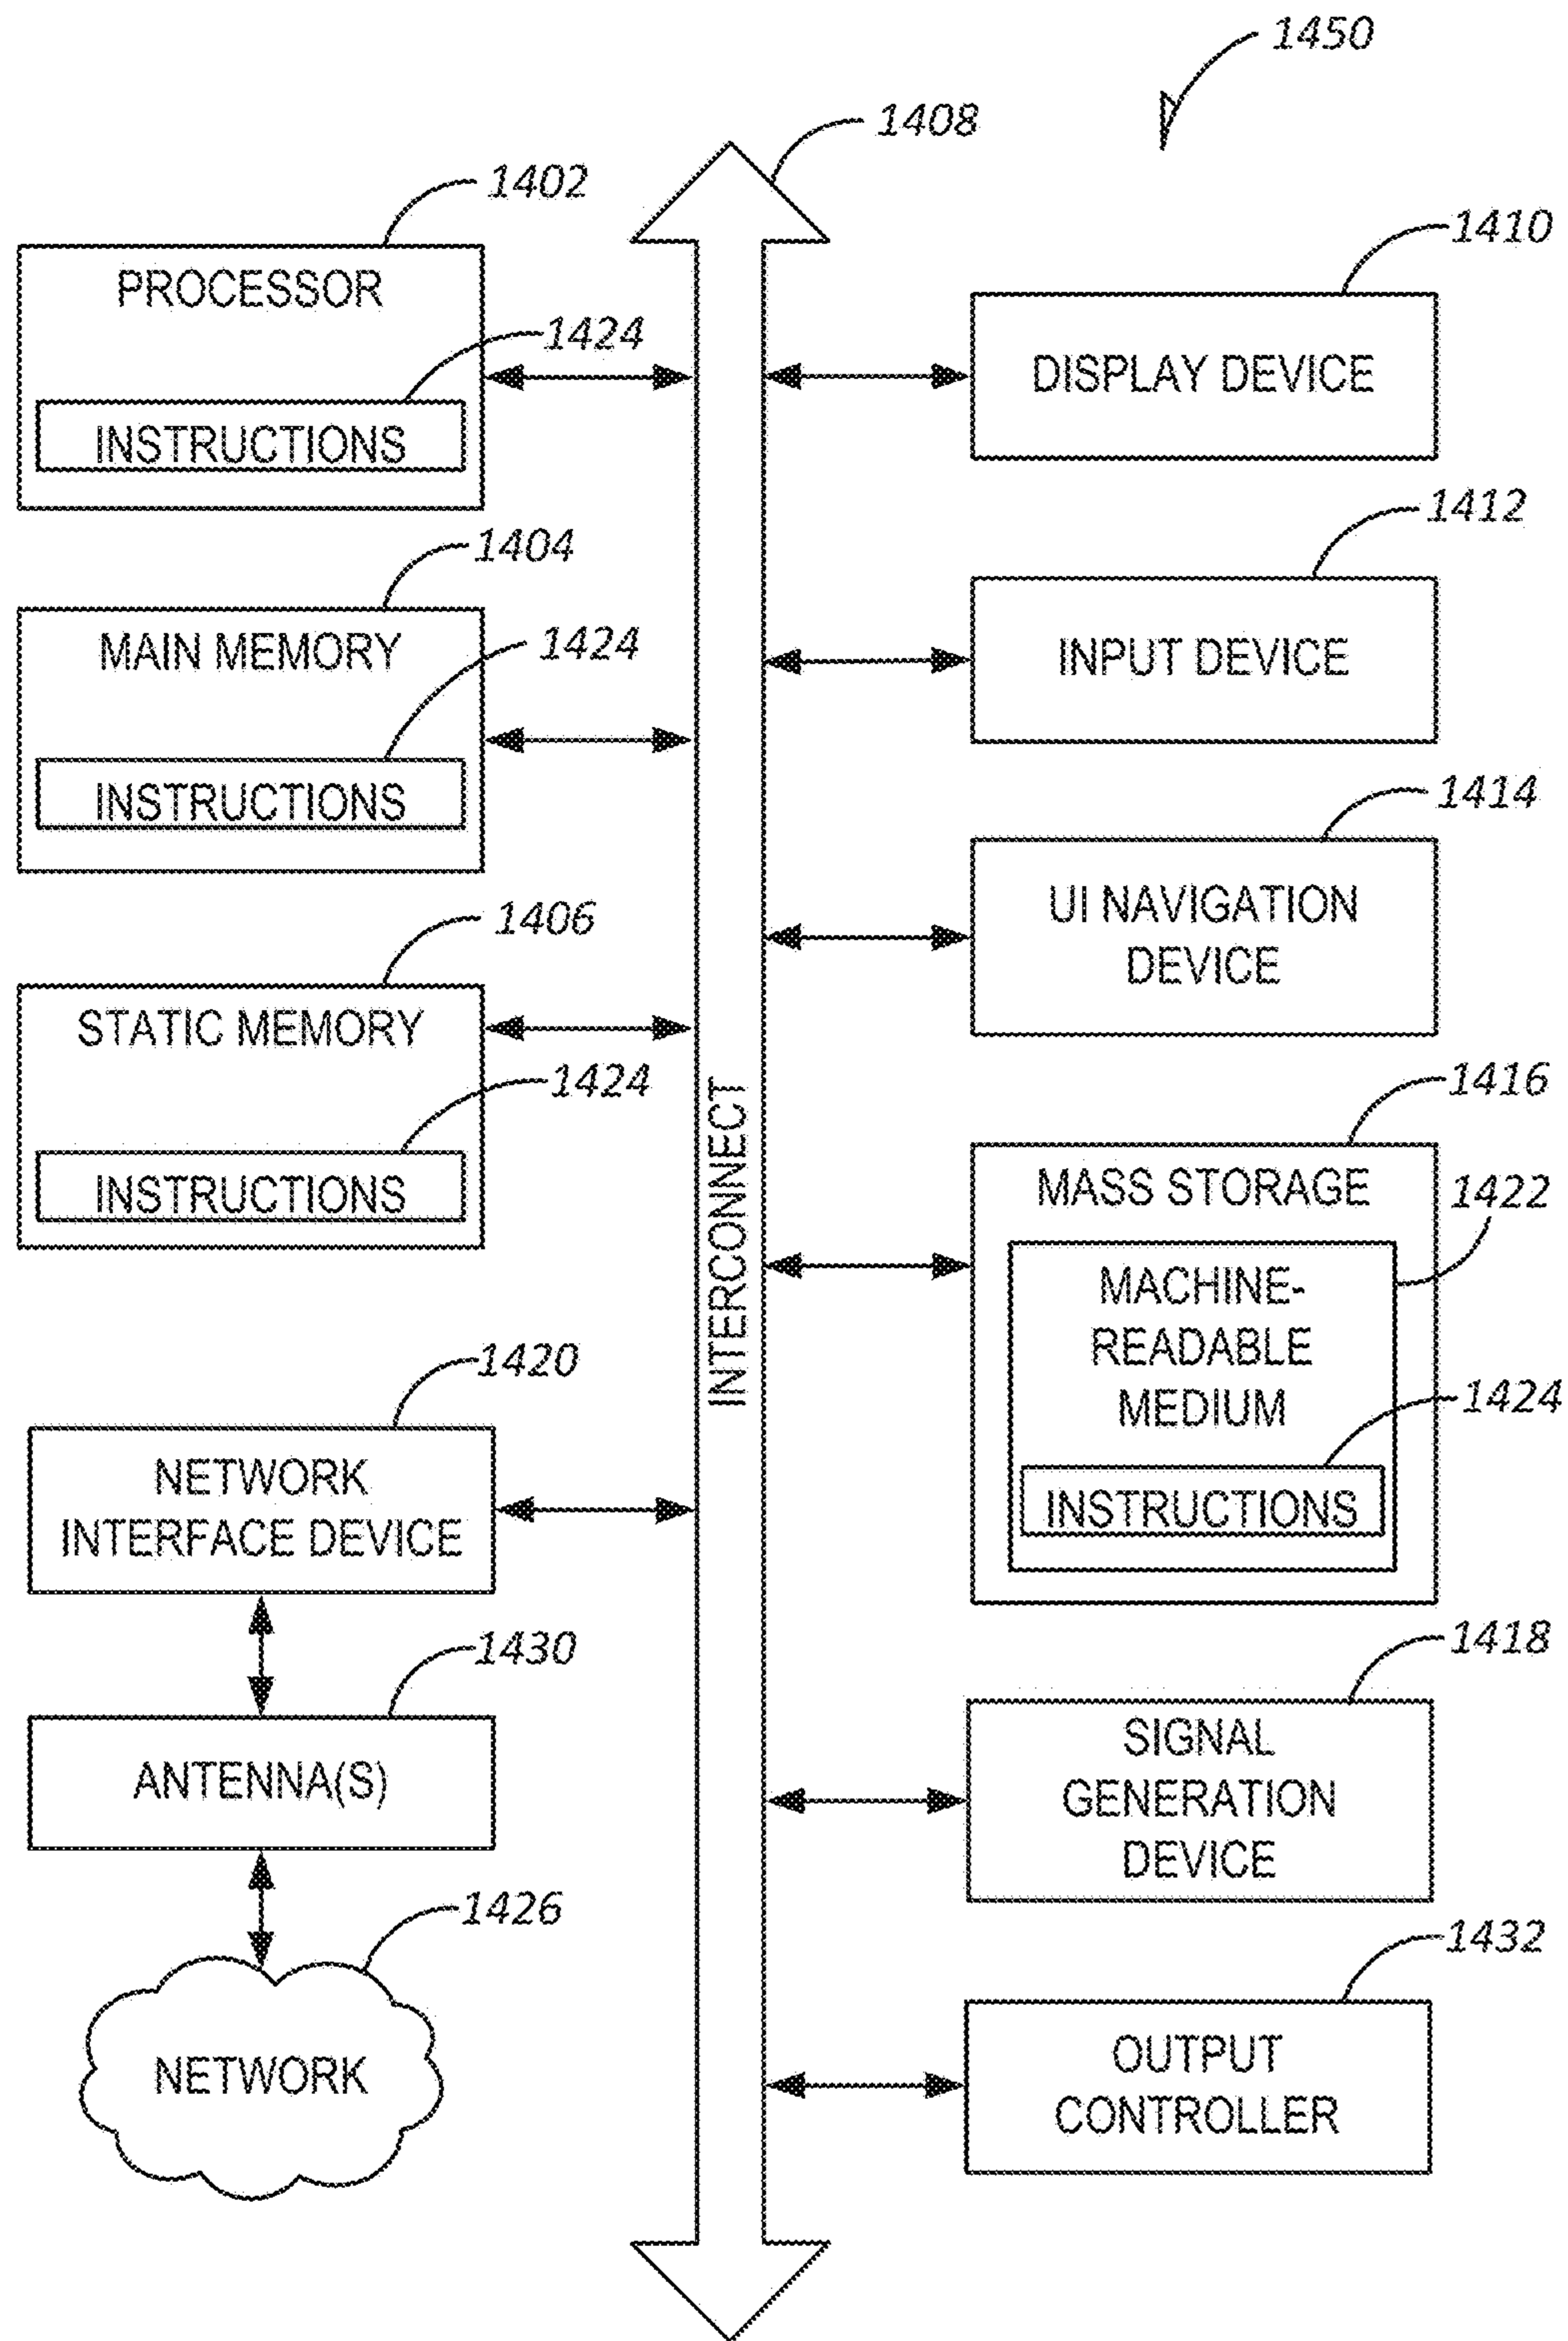 1450
1408
1402
PROCESSOR
1424
INSTRUCTIONS
1404
MAIN MEMORY
1424
INSTRUCTIONS
1406
STATIC MEMORY
1424
INSTRUCTIONS
1420
NETWORK
INTERFACE DEVICE
1430
ANTENNA(S)
1426
NETWORK
INTERCONNECT
1410
DISPLAY DEVICE
1412
INPUT DEVICE
1414
UI NAVIGATION
DEVICE
1416
MASS STORAGE
1422
MACHINE-
READABLE
MEDIUM
1424
INSTRUCTIONS
1418
SIGNAL
GENERATION
DEVICE
1432
OUTPUT
CONTROLLER